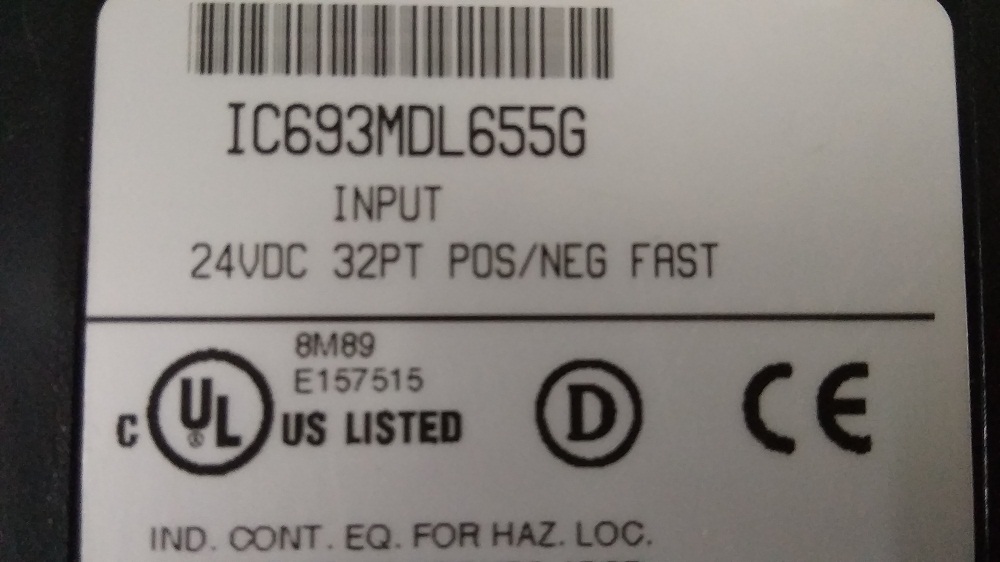 IC693MDL655G
INPUT
24VDC 32PT POS/NEG FAST
8M89
E157515
C UL ® US LISTED
D
CE
IND. CONT. EQ. FOR HAZ. LOC.